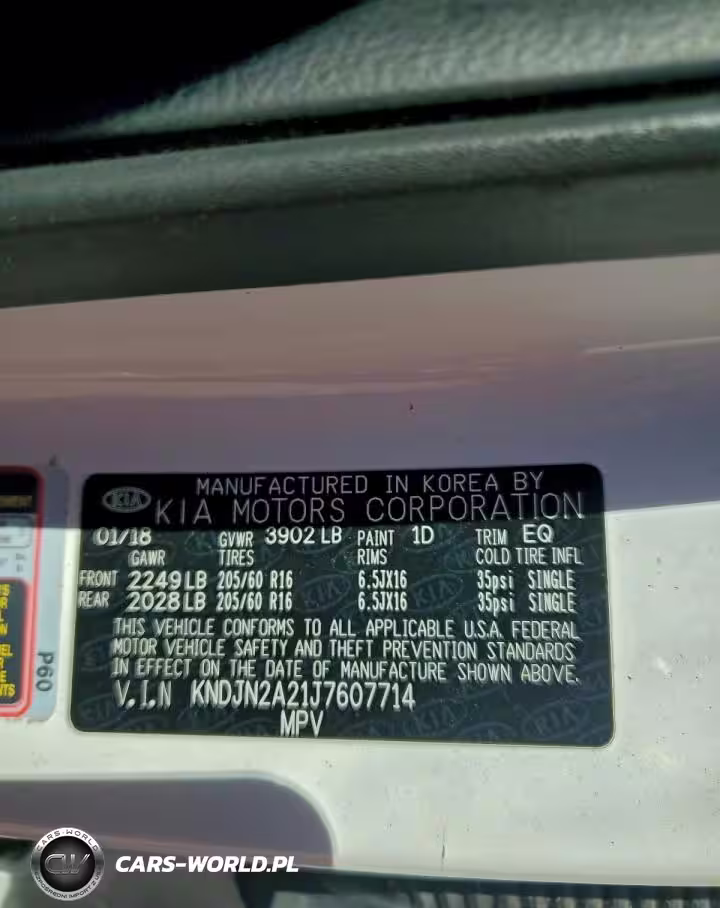 MANUFACTURED IN KOREA BY
KIA KIA MOTORS CORPORATION
01/18 GVWR 3902 LB PAINT 1D TRIM EQ
GAWR TIRES RIMS COLD TIRE INFL
FRONT 2249 LB 205/60 R16 6.5JX16 35psi SINGLE
REAR 2028 LB 205/60 R16 6.5JX16 35psi SINGLE
THIS VEHICLE CONFORMS TO ALL APPLICABLE U.S.A. FEDERAL
MOTOR VEHICLE SAFETY AND THEFT PREVENTION STANDARDS
IN EFFECT ON THE DATE OF MANUFACTURE SHOWN ABOVE.
V.I.N KNDJN2A21J7607714
MPV
P60
CARS-WORLD
CW
CARS-WORLD.PL